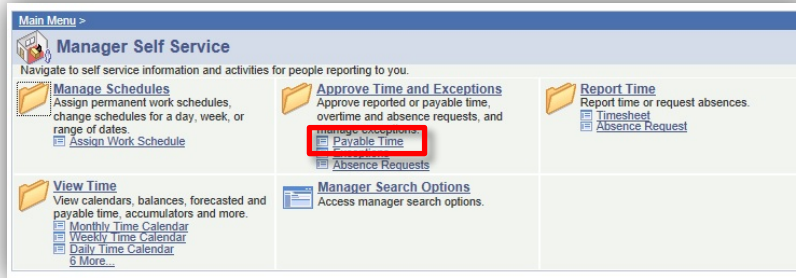 Main Menu >
Manager Self Service
Navigate to self service information and activities for people reporting to you.
Manage Schedules
Assign permanent work schedules,
change schedules for a day, week, or
range of dates.
Assign Work Schedule
Approve Time and Exceptions
Approve reported or payable time,
overtime and absence requests, and
manage exceptions.
Payable Time
Exceptions
Absence Requests
Report Time
Report time or request absences.
Timesheet
Absence Request
View Time
View calendars, balances, forecasted and
payable time, accumulators and more.
Monthly Time Calendar
Weekly Time Calendar
Daily Time Calendar
6 More...
Manager Search Options
Access manager search options.